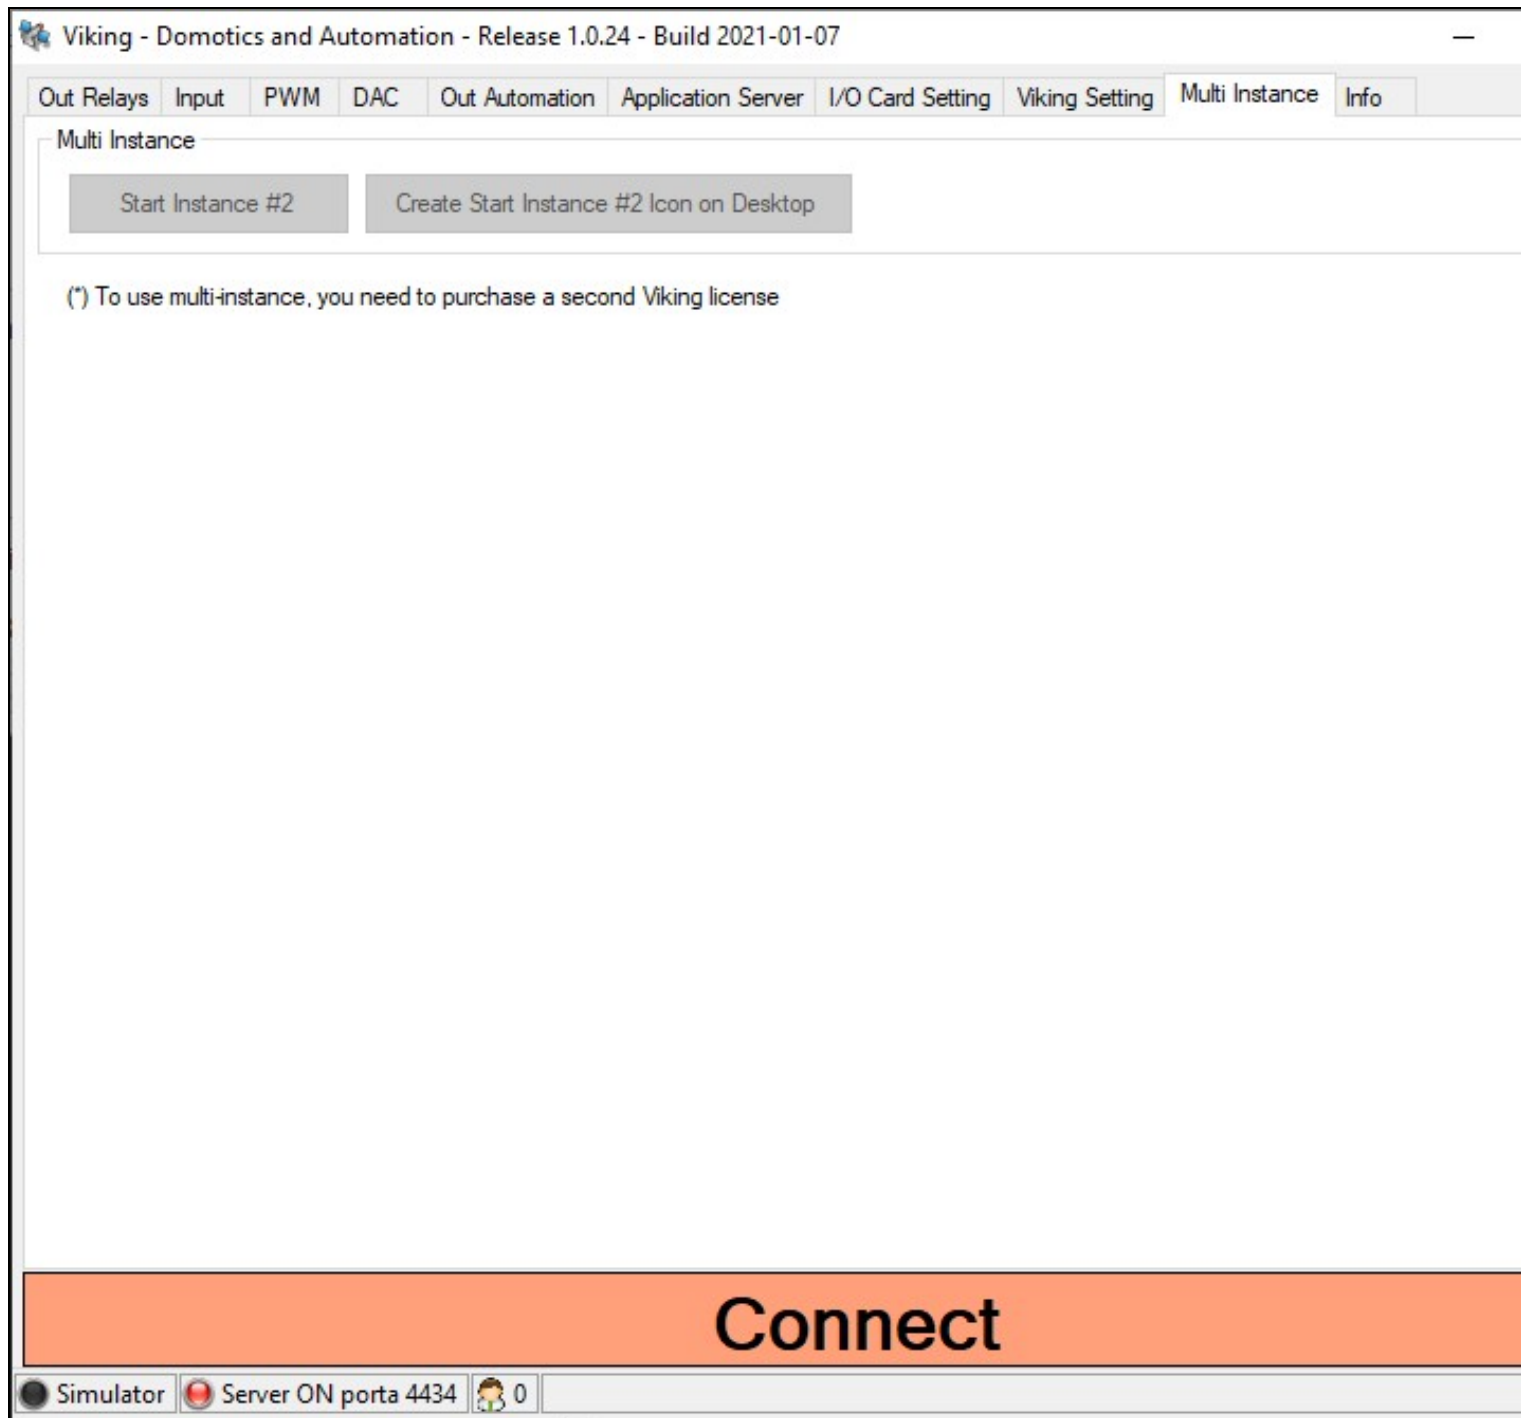 Viking - Domotics and Automation - Release 1.0.24 - Build 2021-01-07
Out Relays Input PWM DAC Out Automation Application Server I/O Card Setting Viking Setting Multi Instance Info
Multi Instance
Start Instance #2 Create Start Instance #2 Icon on Desktop
(*) To use multi-instance, you need to purchase a second Viking license
Connect
Simulator Server ON porta 4434 0